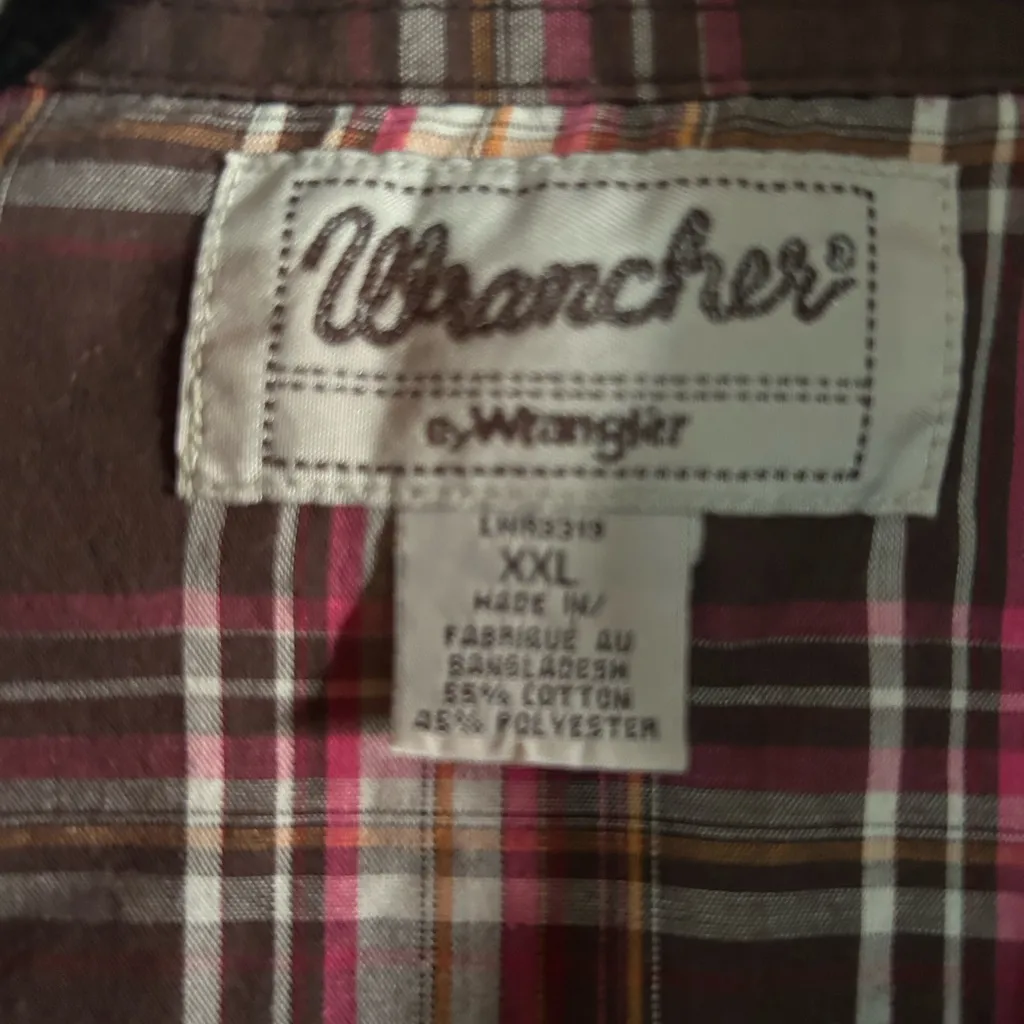 Wrancher®
By Wrangler
XXL
MADE IN/
FABRIQUE AU
BANGLADESH
55% COTTON
45% POLYESTER